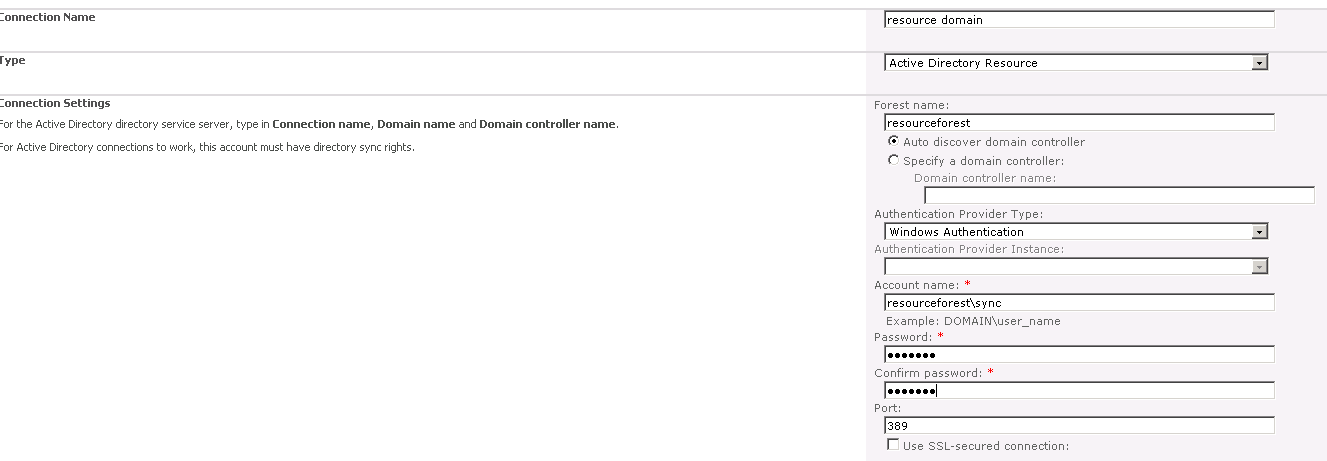 Connection Name
resource domain
Type
Active Directory Resource
Connection Settings
For the Active Directory directory service server, type in Connection name, Domain name and Domain controller name.
For Active Directory connections to work, this account must have directory sync rights.
Forest name:
resourceforest
Auto discover domain controller
Specify a domain controller:
Domain controller name:
Authentication Provider Type:
Windows Authentication
Authentication Provider Instance:
Account name: *
resourceforest\sync
Example: DOMAIN\user_name
Password: *
●●●●●●●
Confirm password: *
●●●●●●●
Port:
389
Use SSL-secured connection: